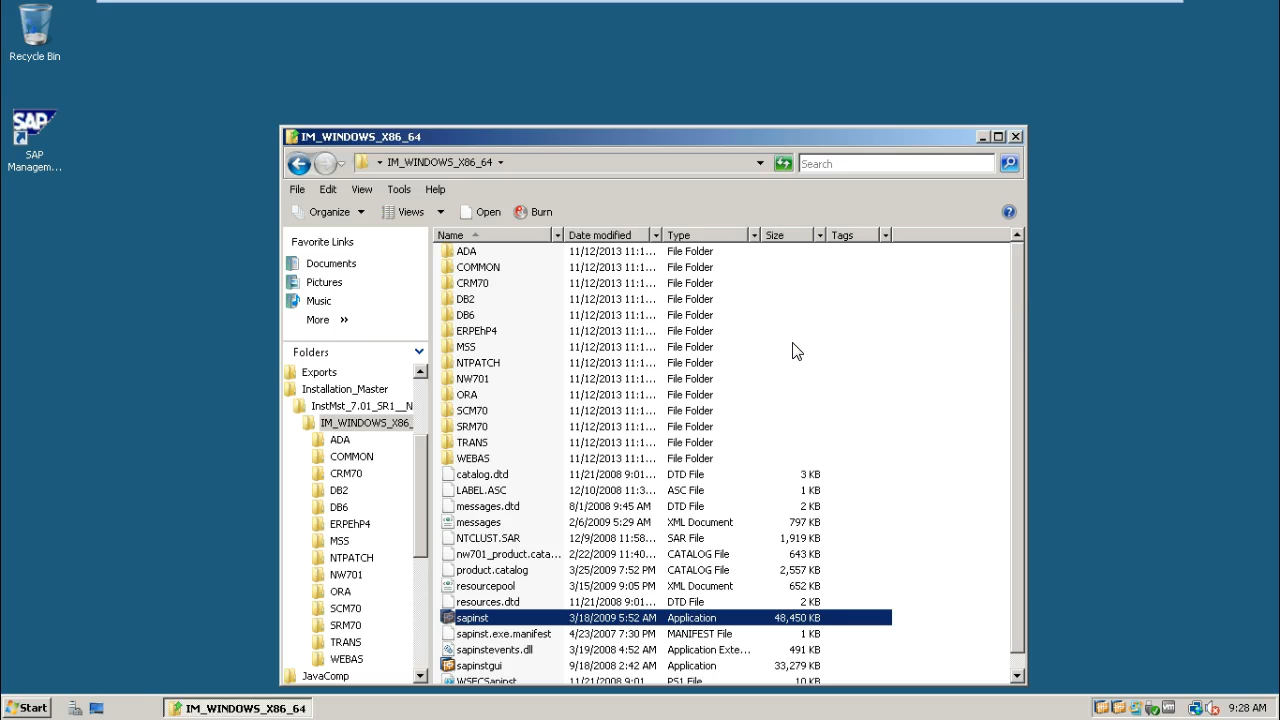 Recycle Bin
SAP
SAP
Managem...
IM_WINDOWS_X86_64
IM_WINDOWS_X86_64
Search
File Edit View Tools Help
Organize Views Open Burn
Favorite Links
Documents
Pictures
Music
More »
Folders
Exports
Installation_Master
InstMst_7.01_SR1__N
IM_WINDOWS_X86_
ADA
COMMON
CRM70
DB2
DB6
ERPEhP4
MSS
NTPATCH
NW701
ORA
SCM70
SRM70
TRANS
WEBAS
JavaComp
Name Date modified Type Size Tags
ADA 11/12/2013 11:1... File Folder
COMMON 11/12/2013 11:1... File Folder
CRM70 11/12/2013 11:1... File Folder
DB2 11/12/2013 11:1... File Folder
DB6 11/12/2013 11:1... File Folder
ERPEhP4 11/12/2013 11:1... File Folder
MSS 11/12/2013 11:1... File Folder
NTPATCH 11/12/2013 11:1... File Folder
NW701 11/12/2013 11:1... File Folder
ORA 11/12/2013 11:1... File Folder
SCM70 11/12/2013 11:1... File Folder
SRM70 11/12/2013 11:1... File Folder
TRANS 11/12/2013 11:1... File Folder
WEBAS 11/12/2013 11:1... File Folder
catalog.dtd 11/21/2008 9:01... DTD File 3 KB
LABEL.ASC 12/10/2008 11:3... ASC File 1 KB
messages.dtd 8/1/2008 9:45 AM DTD File 2 KB
messages 2/6/2009 5:29 AM XML Document 797 KB
NTCLUST.SAR 12/9/2008 11:58... SAR File 1,919 KB
nw701_product.cata... 2/22/2009 11:40... CATALOG File 643 KB
product.catalog 3/25/2009 7:52 PM CATALOG File 2,557 KB
resourcepool 3/15/2009 9:05 PM XML Document 652 KB
resources.dtd 11/21/2008 9:01... DTD File 2 KB
sapinst 3/18/2009 5:52 AM Application 48,450 KB
sapinst.exe.manifest 4/23/2007 7:30 PM MANIFEST File 1 KB
sapinstevents.dll 3/19/2008 4:52 AM Application Exte... 491 KB
sapinstgui 9/18/2008 2:42 AM Application 33,279 KB
WSECSapinst 11/21/2008 9:01... PS1 File 10 KB
Start
IM_WINDOWS_X86_64
9:28 AM